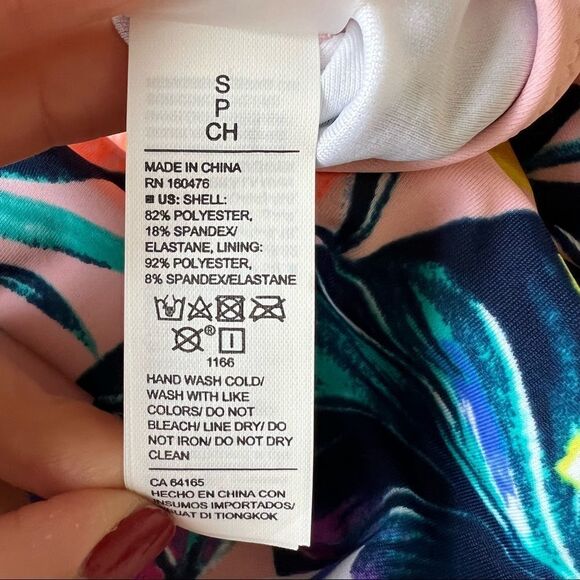 S
P
CH
MADE IN CHINA
RN 160476
US: SHELL:
82% POLYESTER,
18% SPANDEX/
ELASTANE, LINING:
92% POLYESTER,
8% SPANDEX/ELASTANE
®
1166
HAND WASH COLD/
WASH WITH LIKE
COLORS/ DO NOT
BLEACH/ LINE DRY/ DO
NOT IRON/ DO NOT DRY
CLEAN
CA 64165
HECHO EN CHINA CON
INSUMOS IMPORTADOS/
DI TIONGKOK